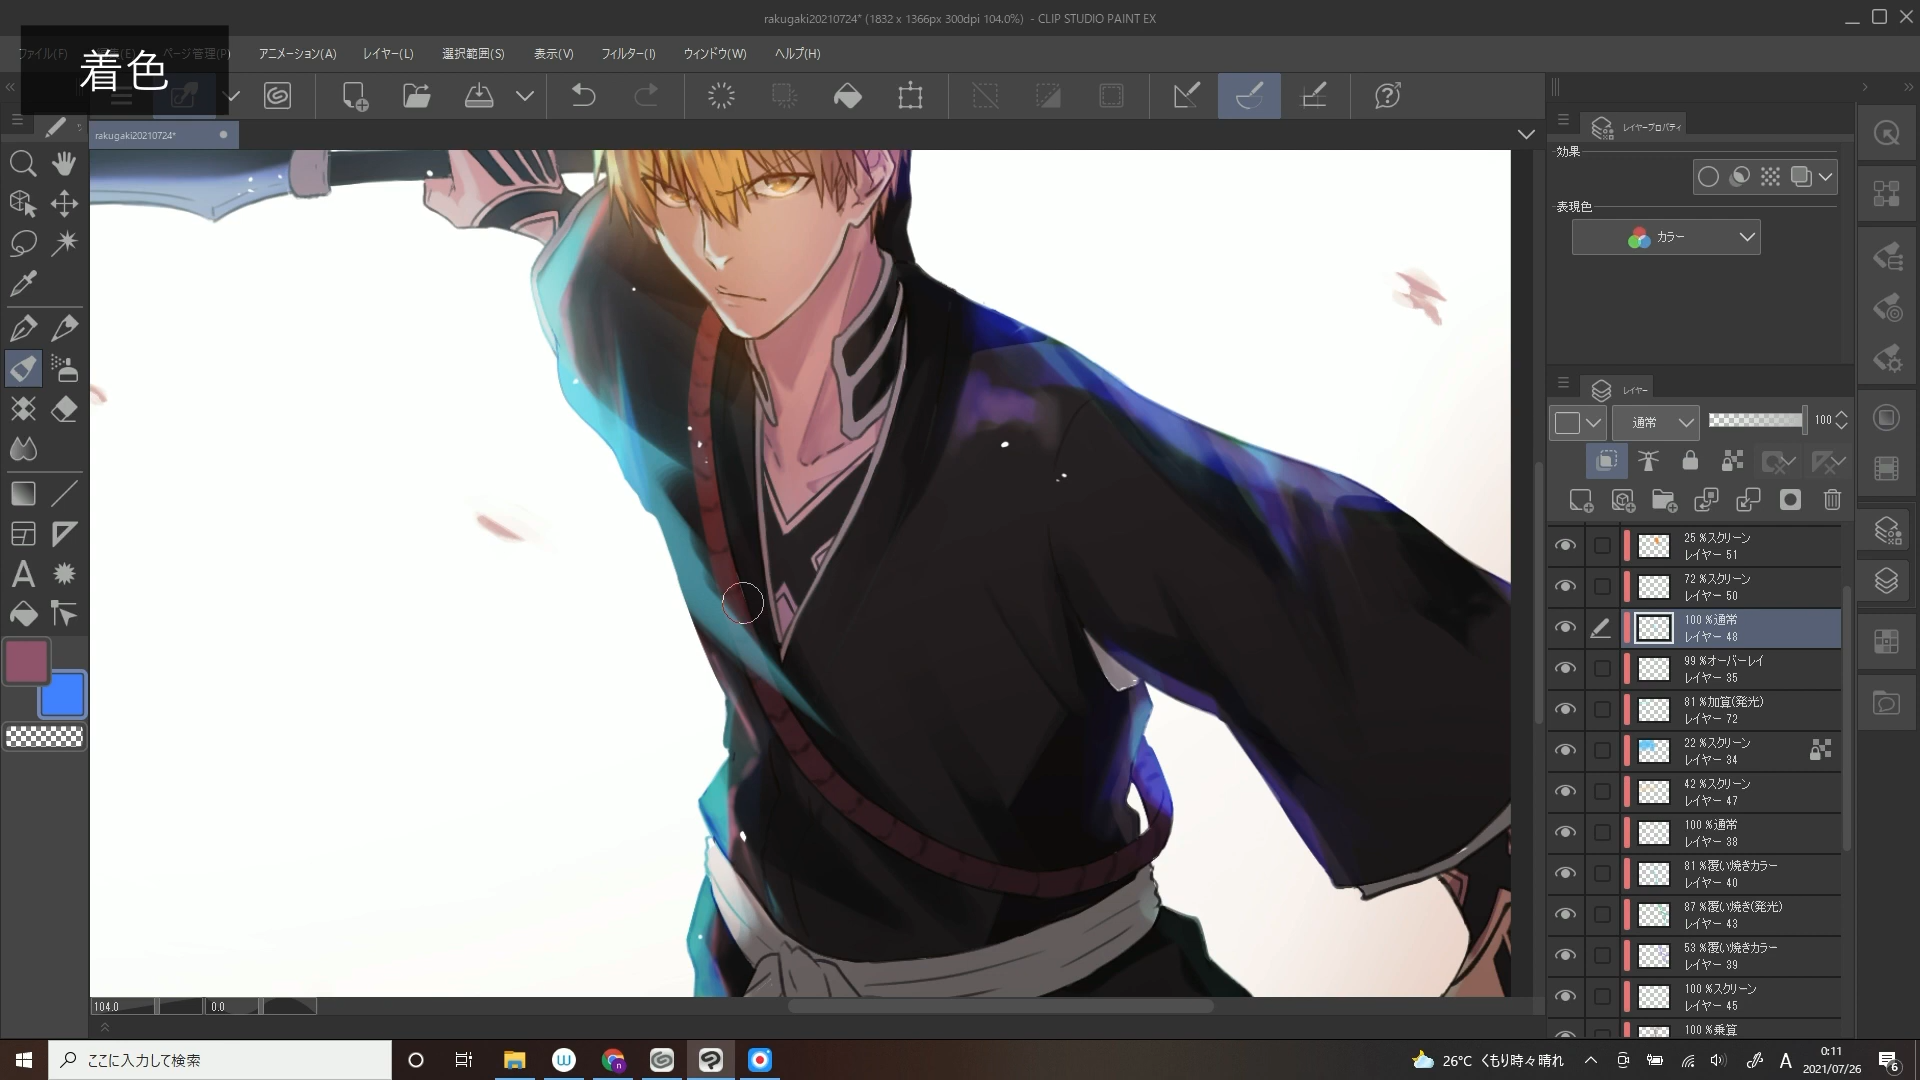 rakugaki20210724* (1832 x 1366px 300dpi 104.0%) - CLIP STUDIO PAINT EX
ファイル(F) ページ管理(P) アニメーション(A) レイヤー(L) 選択範囲(S) 表示(V) フィルター(I) ウィンドウ(W) ヘルプ(H)
着色
rakugaki20210724*
レイヤープロパティ
効果
表現色
カラー
レイヤー
通常
100
25 %スクリーン
レイヤー 51
72 %スクリーン
レイヤー 50
100 %通常
レイヤー 48
99 %オーバーレイ
レイヤー 35
81 %加算(発光)
レイヤー 72
22 %スクリーン
レイヤー 34
42 %スクリーン
レイヤー 47
100 %通常
レイヤー 38
81 %覆い焼きカラー
レイヤー 40
87 %覆い焼き(発光)
レイヤー 43
53 %覆い焼きカラー
レイヤー 39
100 %スクリーン
レイヤー 45
100 %乗算
104.0
0.0
ここに入力して検索
26°C くもり時々晴れ
A
0:11
2021/07/26
6